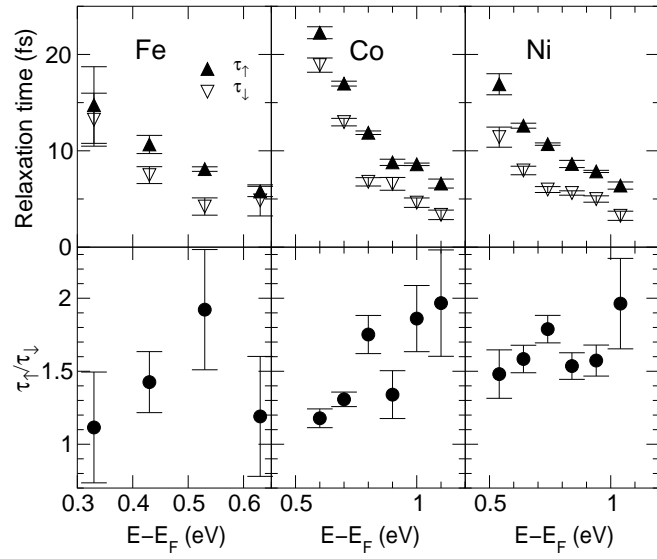 Fe
Co
Ni
τ↑
τ↓
Relaxation time (fs)
20
10
0
τ↑/τ↓
2
1.5
1
0.3 0.4 0.5 0.6
0.5 1
0.5 1
E−E_F (eV)
E−E_F (eV)
E−E_F (eV)